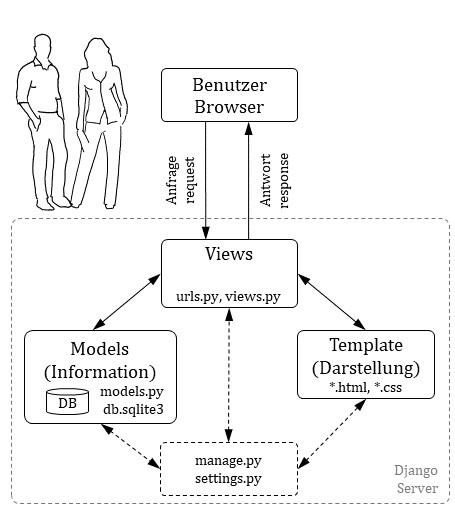 Benutzer
Browser
Anfrage
request
Antwort
response
Views
urls.py, views.py
Models
(Information)
DB
models.py
db.sqlite3
Template
(Darstellung)
*.html, *.css
manage.py
settings.py
Django
Server